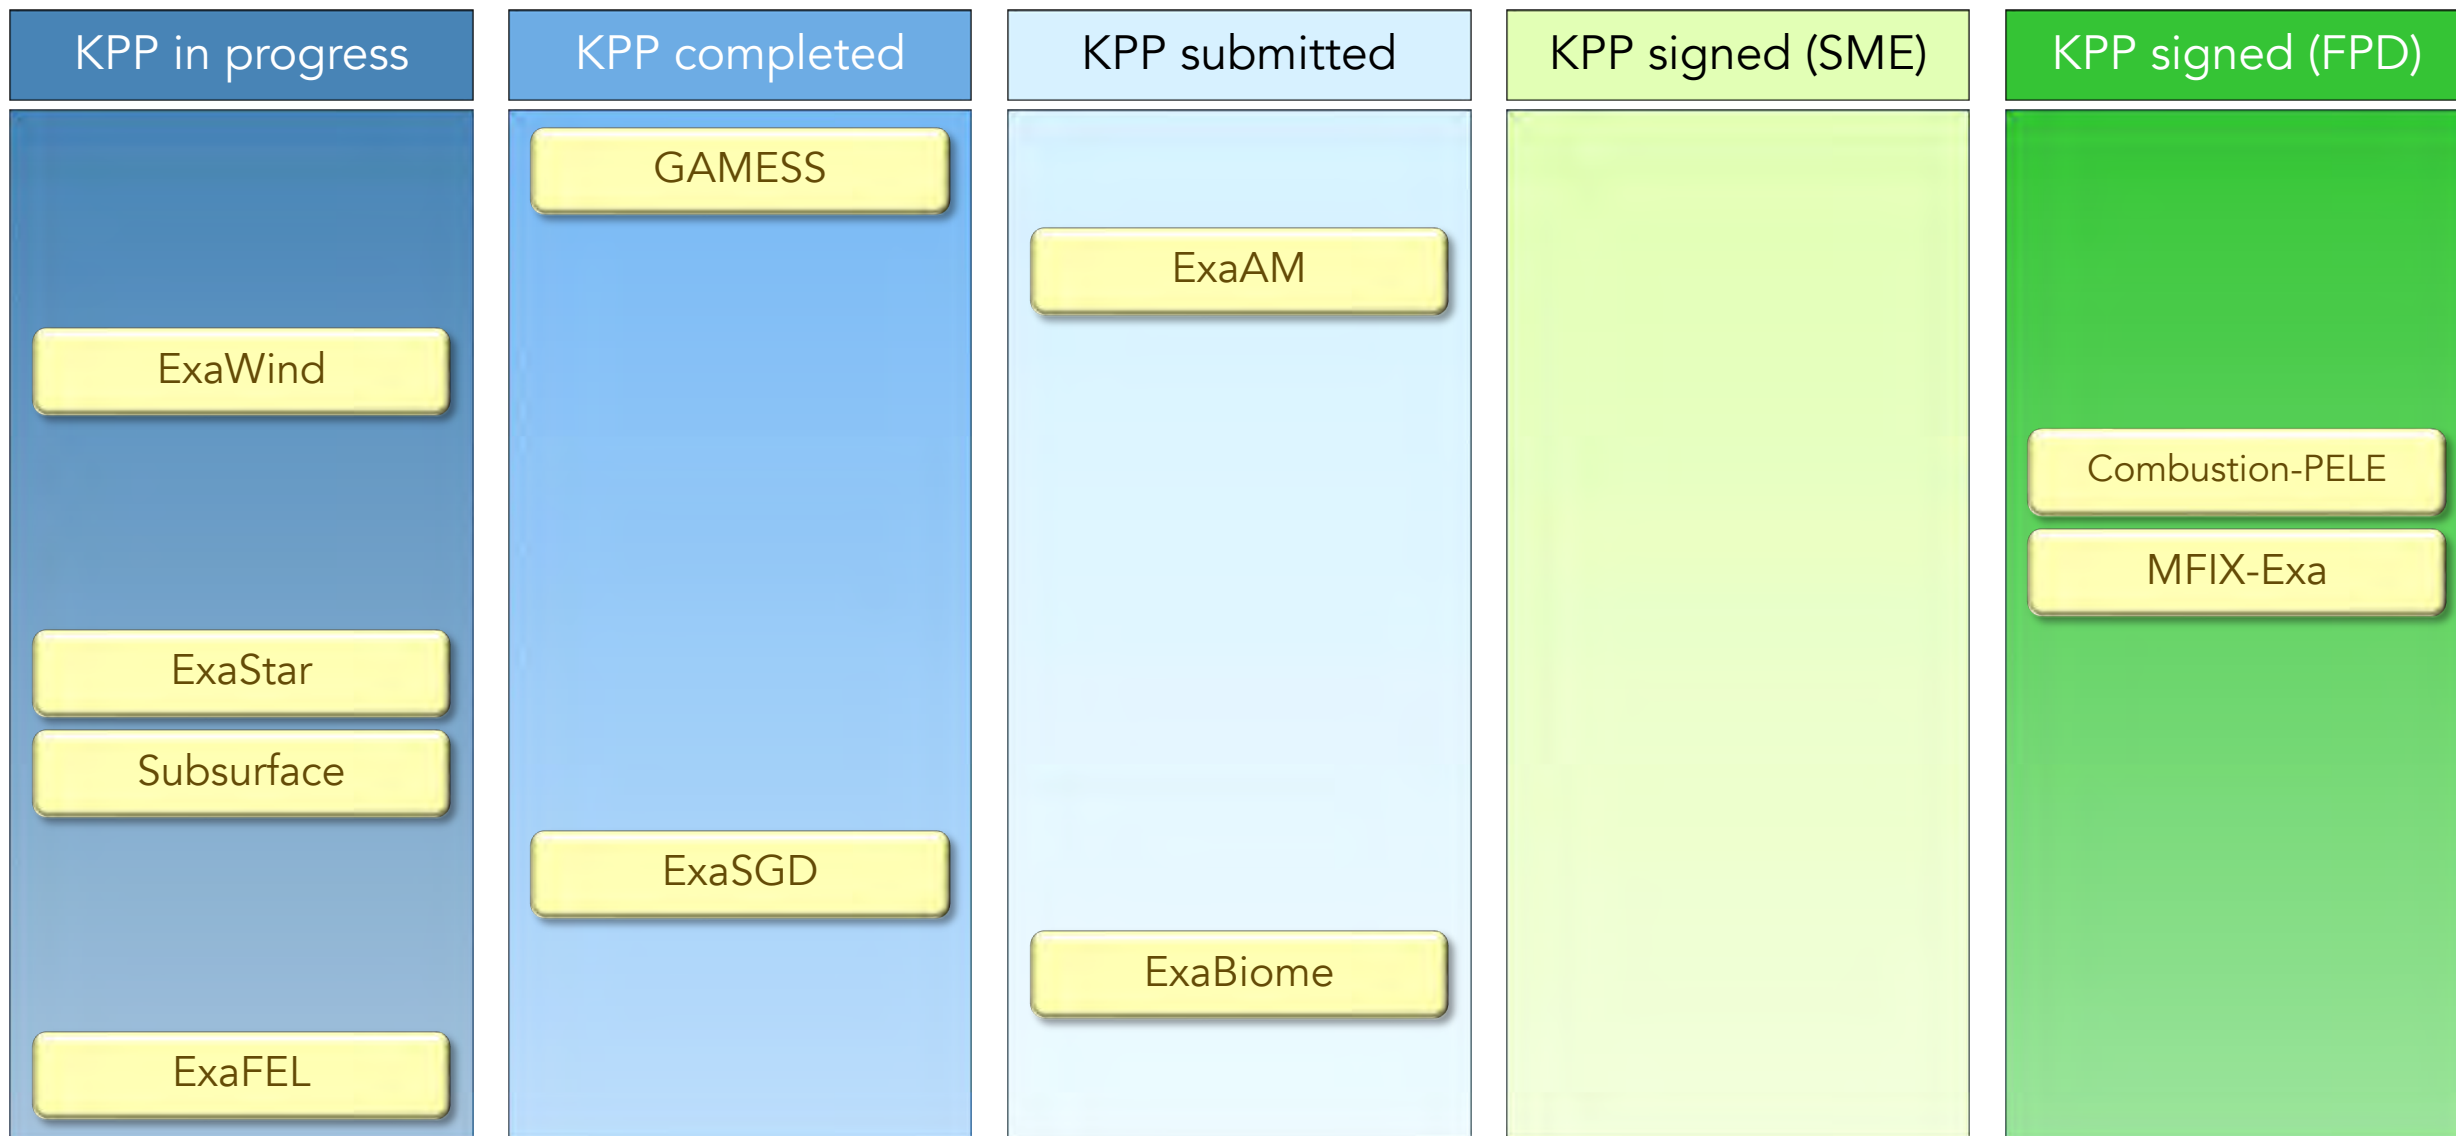 KPP in progress
KPP completed
KPP submitted
KPP signed (SME)
KPP signed (FPD)
GAMESS
ExaAM
ExaWind
Combustion-PELE
MFIX-Exa
ExaStar
Subsurface
ExaSGD
ExaBiome
ExaFEL